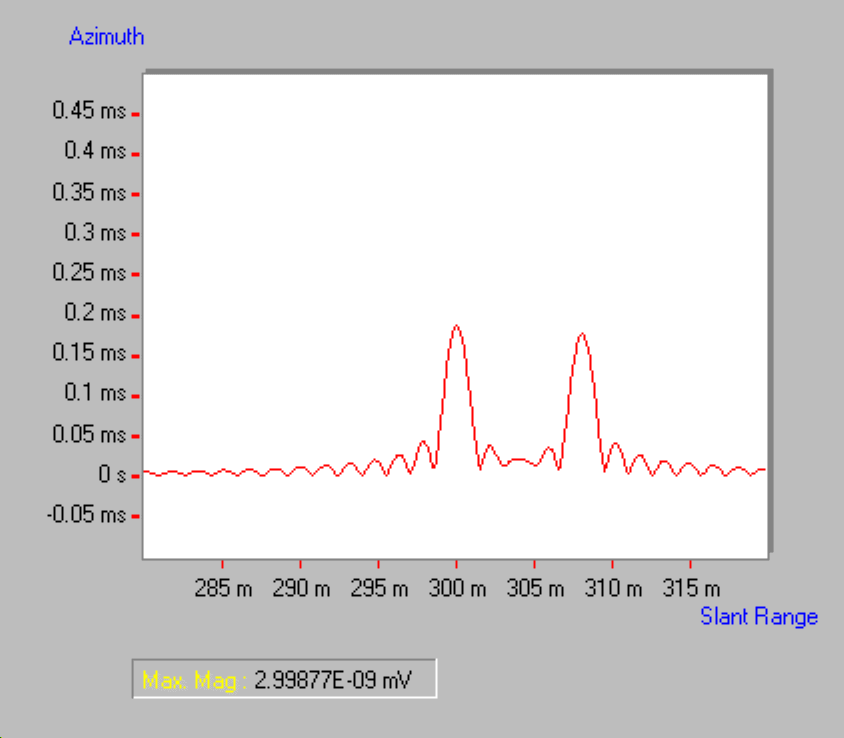 Azimuth
0.45 ms
0.4 ms
0.35 ms
0.3 ms
0.25 ms
0.2 ms
0.15 ms
0.1 ms
0.05 ms
0 s
-0.05 ms
285 m 290 m 295 m 300 m 305 m 310 m 315 m
Slant Range
Max. Mag : 2.99877E-09 mV